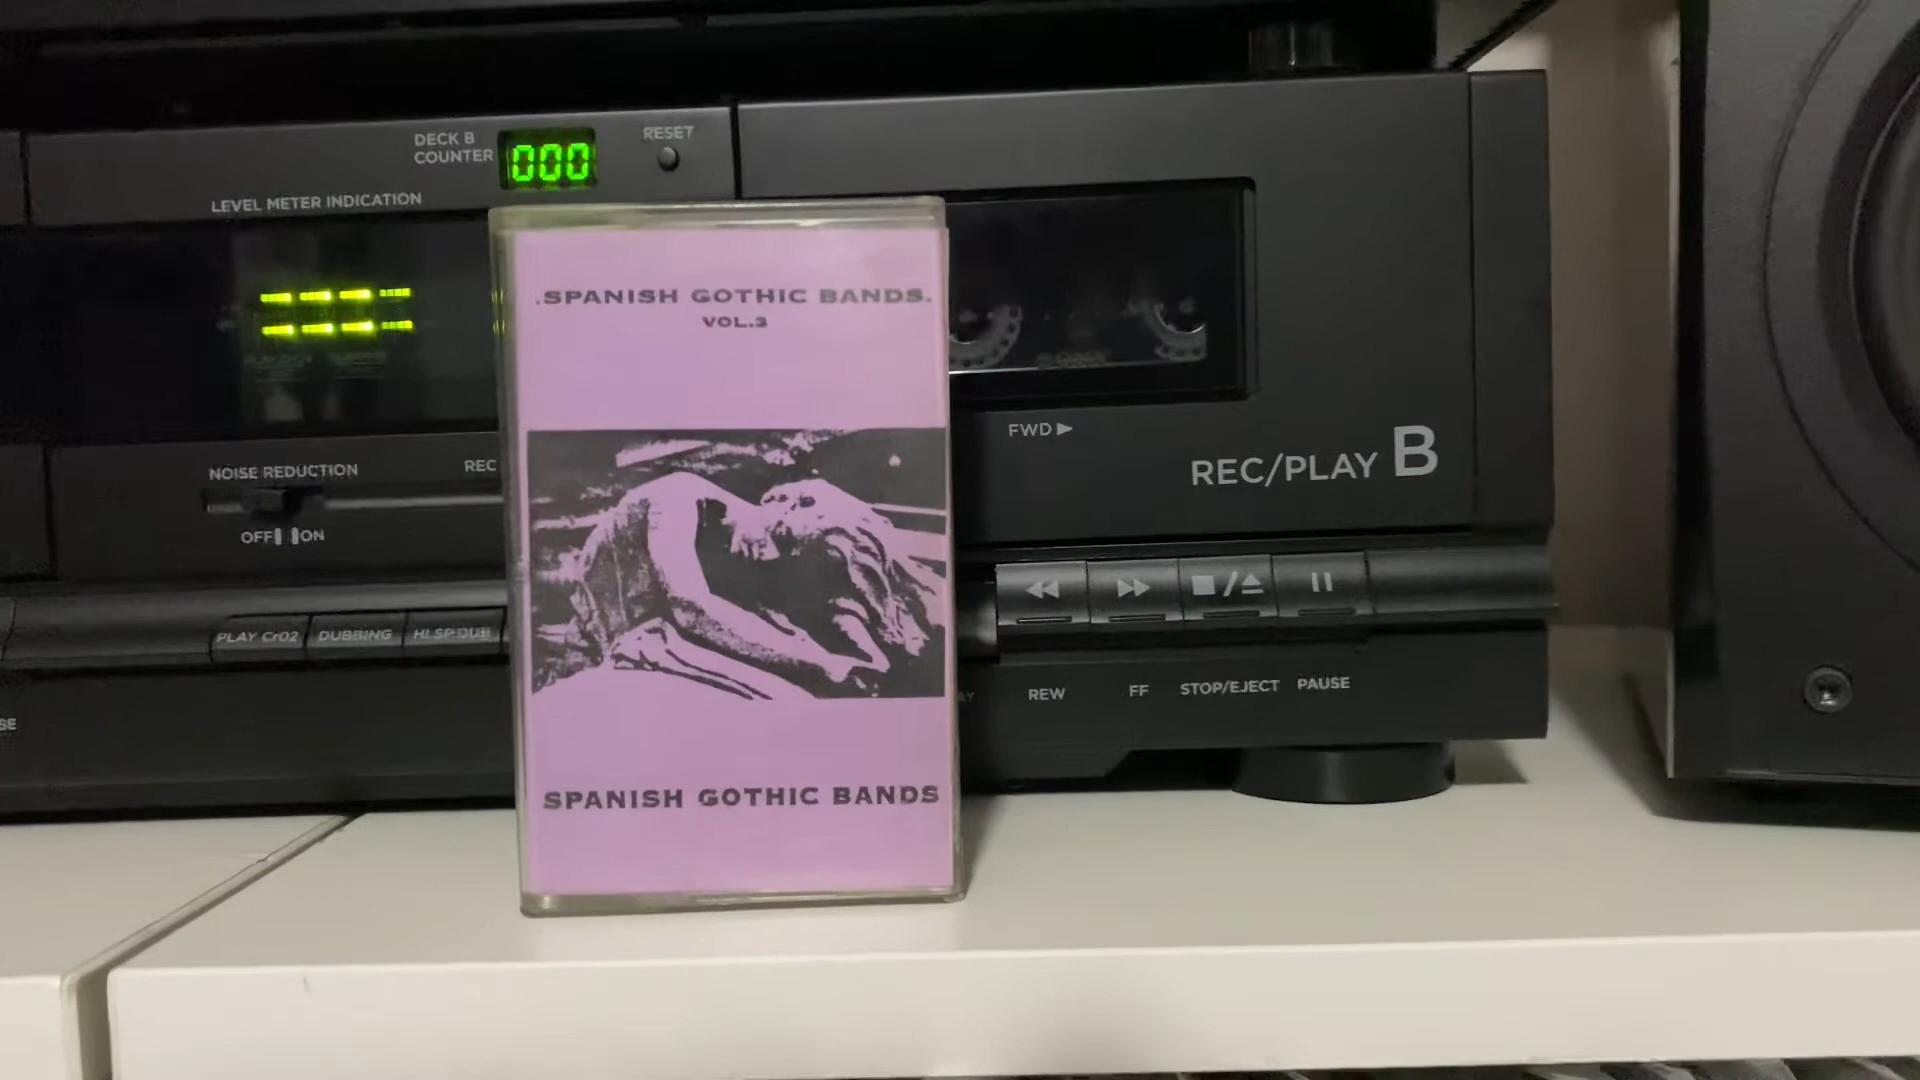 DECK B
COUNTER
000
RESET
LEVEL METER INDICATION
.SPANISH GOTHIC BANDS.
VOL.3
FWD
REC/PLAY B
NOISE REDUCTION
REC
OFF ON
PLAY CrO2
DUBBING
HI SP.DUB
REW
FF
STOP/EJECT
PAUSE
SPANISH GOTHIC BANDS